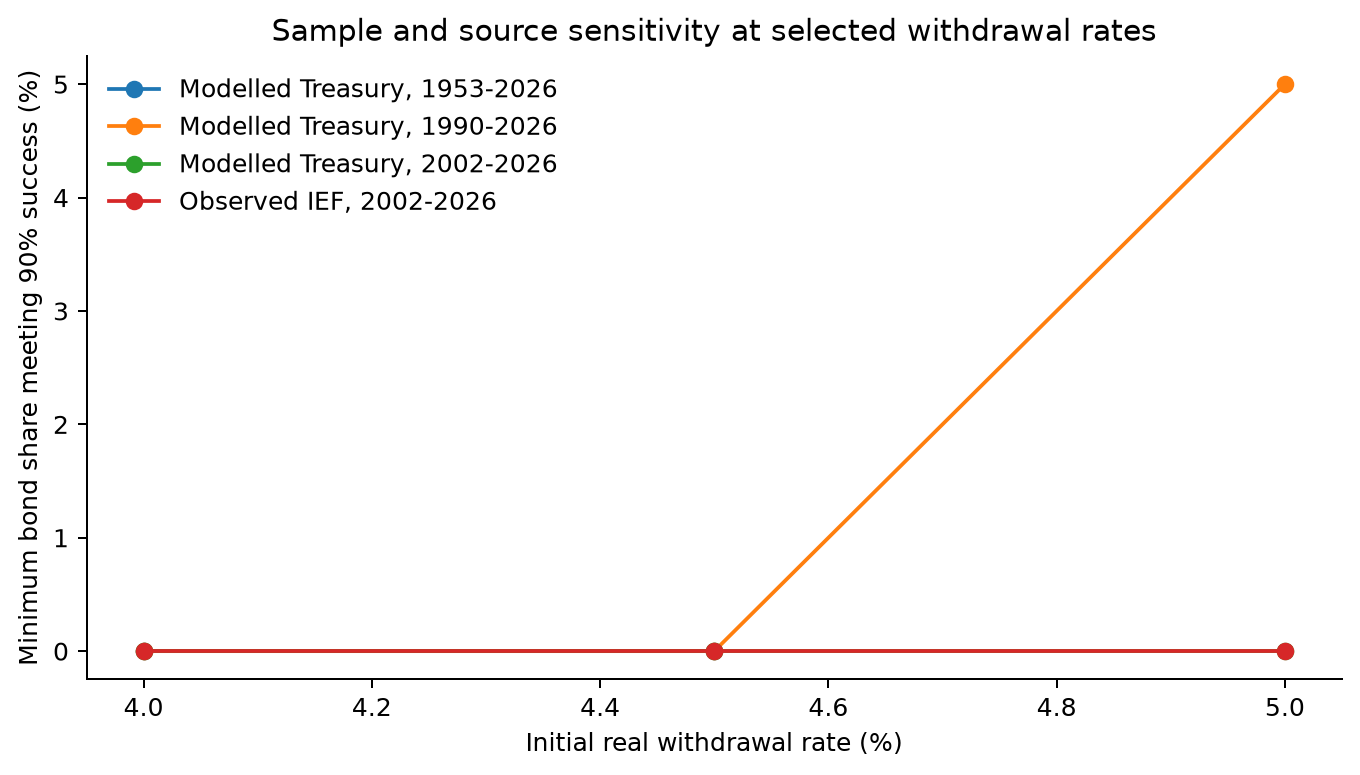 Sample and source sensitivity at selected withdrawal rates
Modelled Treasury, 1953-2026
Modelled Treasury, 1990-2026
Modelled Treasury, 2002-2026
Observed IEF, 2002-2026
Minimum bond share meeting 90% success (%)
5
4
3
2
1
0
4.0 4.2 4.4 4.6 4.8 5.0
Initial real withdrawal rate (%)